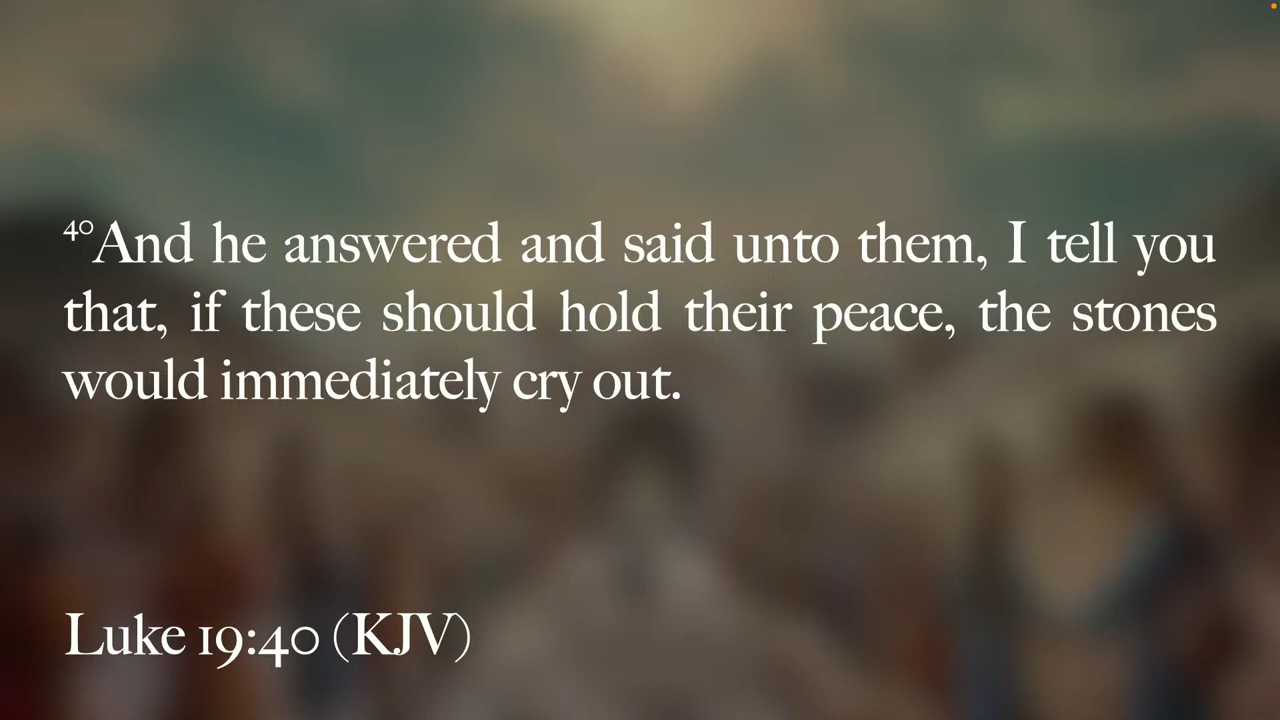 ⁴⁰And he answered and said unto them, I tell you
that, if these should hold their peace, the stones
would immediately cry out.
Luke 19:40 (KJV)